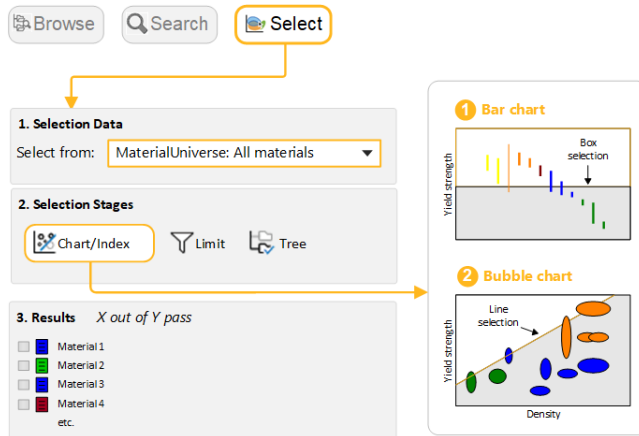 Browse
Search
Select
1. Selection Data
Select from:
MaterialUniverse: All materials
2. Selection Stages
Chart/Index
Limit
Tree
3. Results
X out of Y pass
Material 1
Material 2
Material 3
Material 4
etc.
1 Bar chart
Yield strength
Box
selection
2 Bubble chart
Yield strength
Line
selection
Density